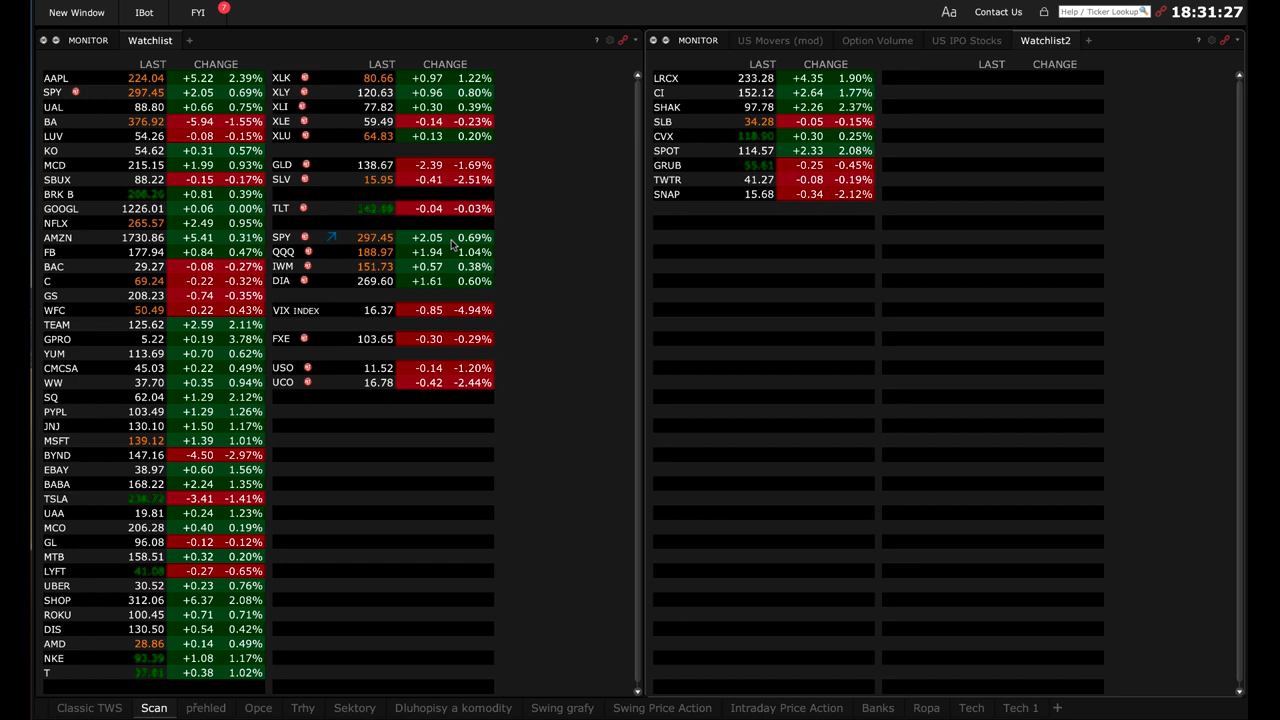 New Window IBot FYI 7 Aa Contact Us Help / Ticker Lookup 18:31:27
MONITOR Watchlist + ?
LAST CHANGE LAST CHANGE
AAPL 224.04 +5.22 2.39% XLK 80.66 +0.97 1.22%
SPY 297.45 +2.05 0.69% XLY 120.63 +0.96 0.80%
UAL 88.80 +0.66 0.75% XLI 77.82 +0.30 0.39%
BA 376.92 -5.94 -1.55% XLE 59.49 -0.14 -0.23%
LUV 54.26 -0.08 -0.15% XLU 64.83 +0.13 0.20%
KO 54.62 +0.31 0.57%
MCD 215.15 +1.99 0.93% GLD 138.67 -2.39 -1.69%
SBUX 88.22 -0.15 -0.17% SLV 15.95 -0.41 -2.51%
BRK B +0.81 0.39%
GOOGL 1226.01 +0.06 0.00% TLT -0.04 -0.03%
NFLX 265.57 +2.49 0.95%
AMZN 1730.86 +5.41 0.31% SPY 297.45 +2.05 0.69%
FB 177.94 +0.84 0.47% QQQ 188.97 +1.94 1.04%
BAC 29.27 -0.08 -0.27% IWM 151.73 +0.57 0.38%
C 69.24 -0.22 -0.32% DIA 269.60 +1.61 0.60%
GS 208.23 -0.74 -0.35%
WFC 50.49 -0.22 -0.43% VIX INDEX 16.37 -0.85 -4.94%
TEAM 125.62 +2.59 2.11%
GPRO 5.22 +0.19 3.78% FXE 103.65 -0.30 -0.29%
YUM 113.69 +0.70 0.62%
CMCSA 45.03 +0.22 0.49% USO 11.52 -0.14 -1.20%
WW 37.70 +0.35 0.94% UCO 16.78 -0.42 -2.44%
SQ 62.04 +1.29 2.12%
PYPL 103.49 +1.29 1.26%
JNJ 130.10 +1.50 1.17%
MSFT 139.12 +1.39 1.01%
BYND 147.16 -4.50 -2.97%
EBAY 38.97 +0.60 1.56%
BABA 168.22 +2.24 1.35%
TSLA -3.41 -1.41%
UAA 19.81 +0.24 1.23%
MCO 206.28 +0.40 0.19%
GL 96.08 -0.12 -0.12%
MTB 158.51 +0.32 0.20%
LYFT -0.27 -0.65%
UBER 30.52 +0.23 0.76%
SHOP 312.06 +6.37 2.08%
ROKU 100.45 +0.71 0.71%
DIS 130.50 +0.54 0.42%
AMD 28.86 +0.14 0.49%
NKE +1.08 1.17%
T +0.38 1.02%
MONITOR US Movers (mod) Option Volume US IPO Stocks Watchlist2 + ?
LAST CHANGE LAST CHANGE
LRCX 233.28 +4.35 1.90%
CI 152.12 +2.64 1.77%
SHAK 97.78 +2.26 2.37%
SLB 34.28 -0.05 -0.15%
CVX +0.30 0.25%
SPOT 114.57 +2.33 2.08%
GRUB -0.25 -0.45%
TWTR 41.27 -0.08 -0.19%
SNAP 15.68 -0.34 -2.12%
Classic TWS Scan přehled Opce Trhy Sektory Dluhopisy a komodity Swing grafy Swing Price Action Intraday Price Action Banks Ropa Tech Tech 1 +